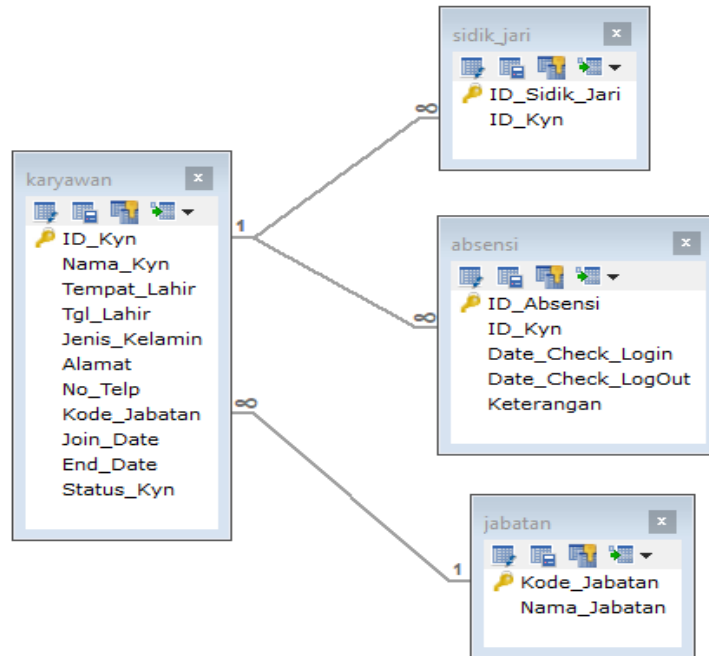 karyawan
ID_Kyn
Nama_Kyn
Tempat_Lahir
Tgl_Lahir
Jenis_Kelamin
Alamat
No_Telp
Kode_Jabatan
Join_Date
End_Date
Status_Kyn
1
∞
sidik_jari
ID_Sidik_Jari
ID_Kyn
∞
absensi
ID_Absensi
ID_Kyn
Date_Check_Login
Date_Check_LogOut
Keterangan
∞
jabatan
Kode_Jabatan
Nama_Jabatan
1